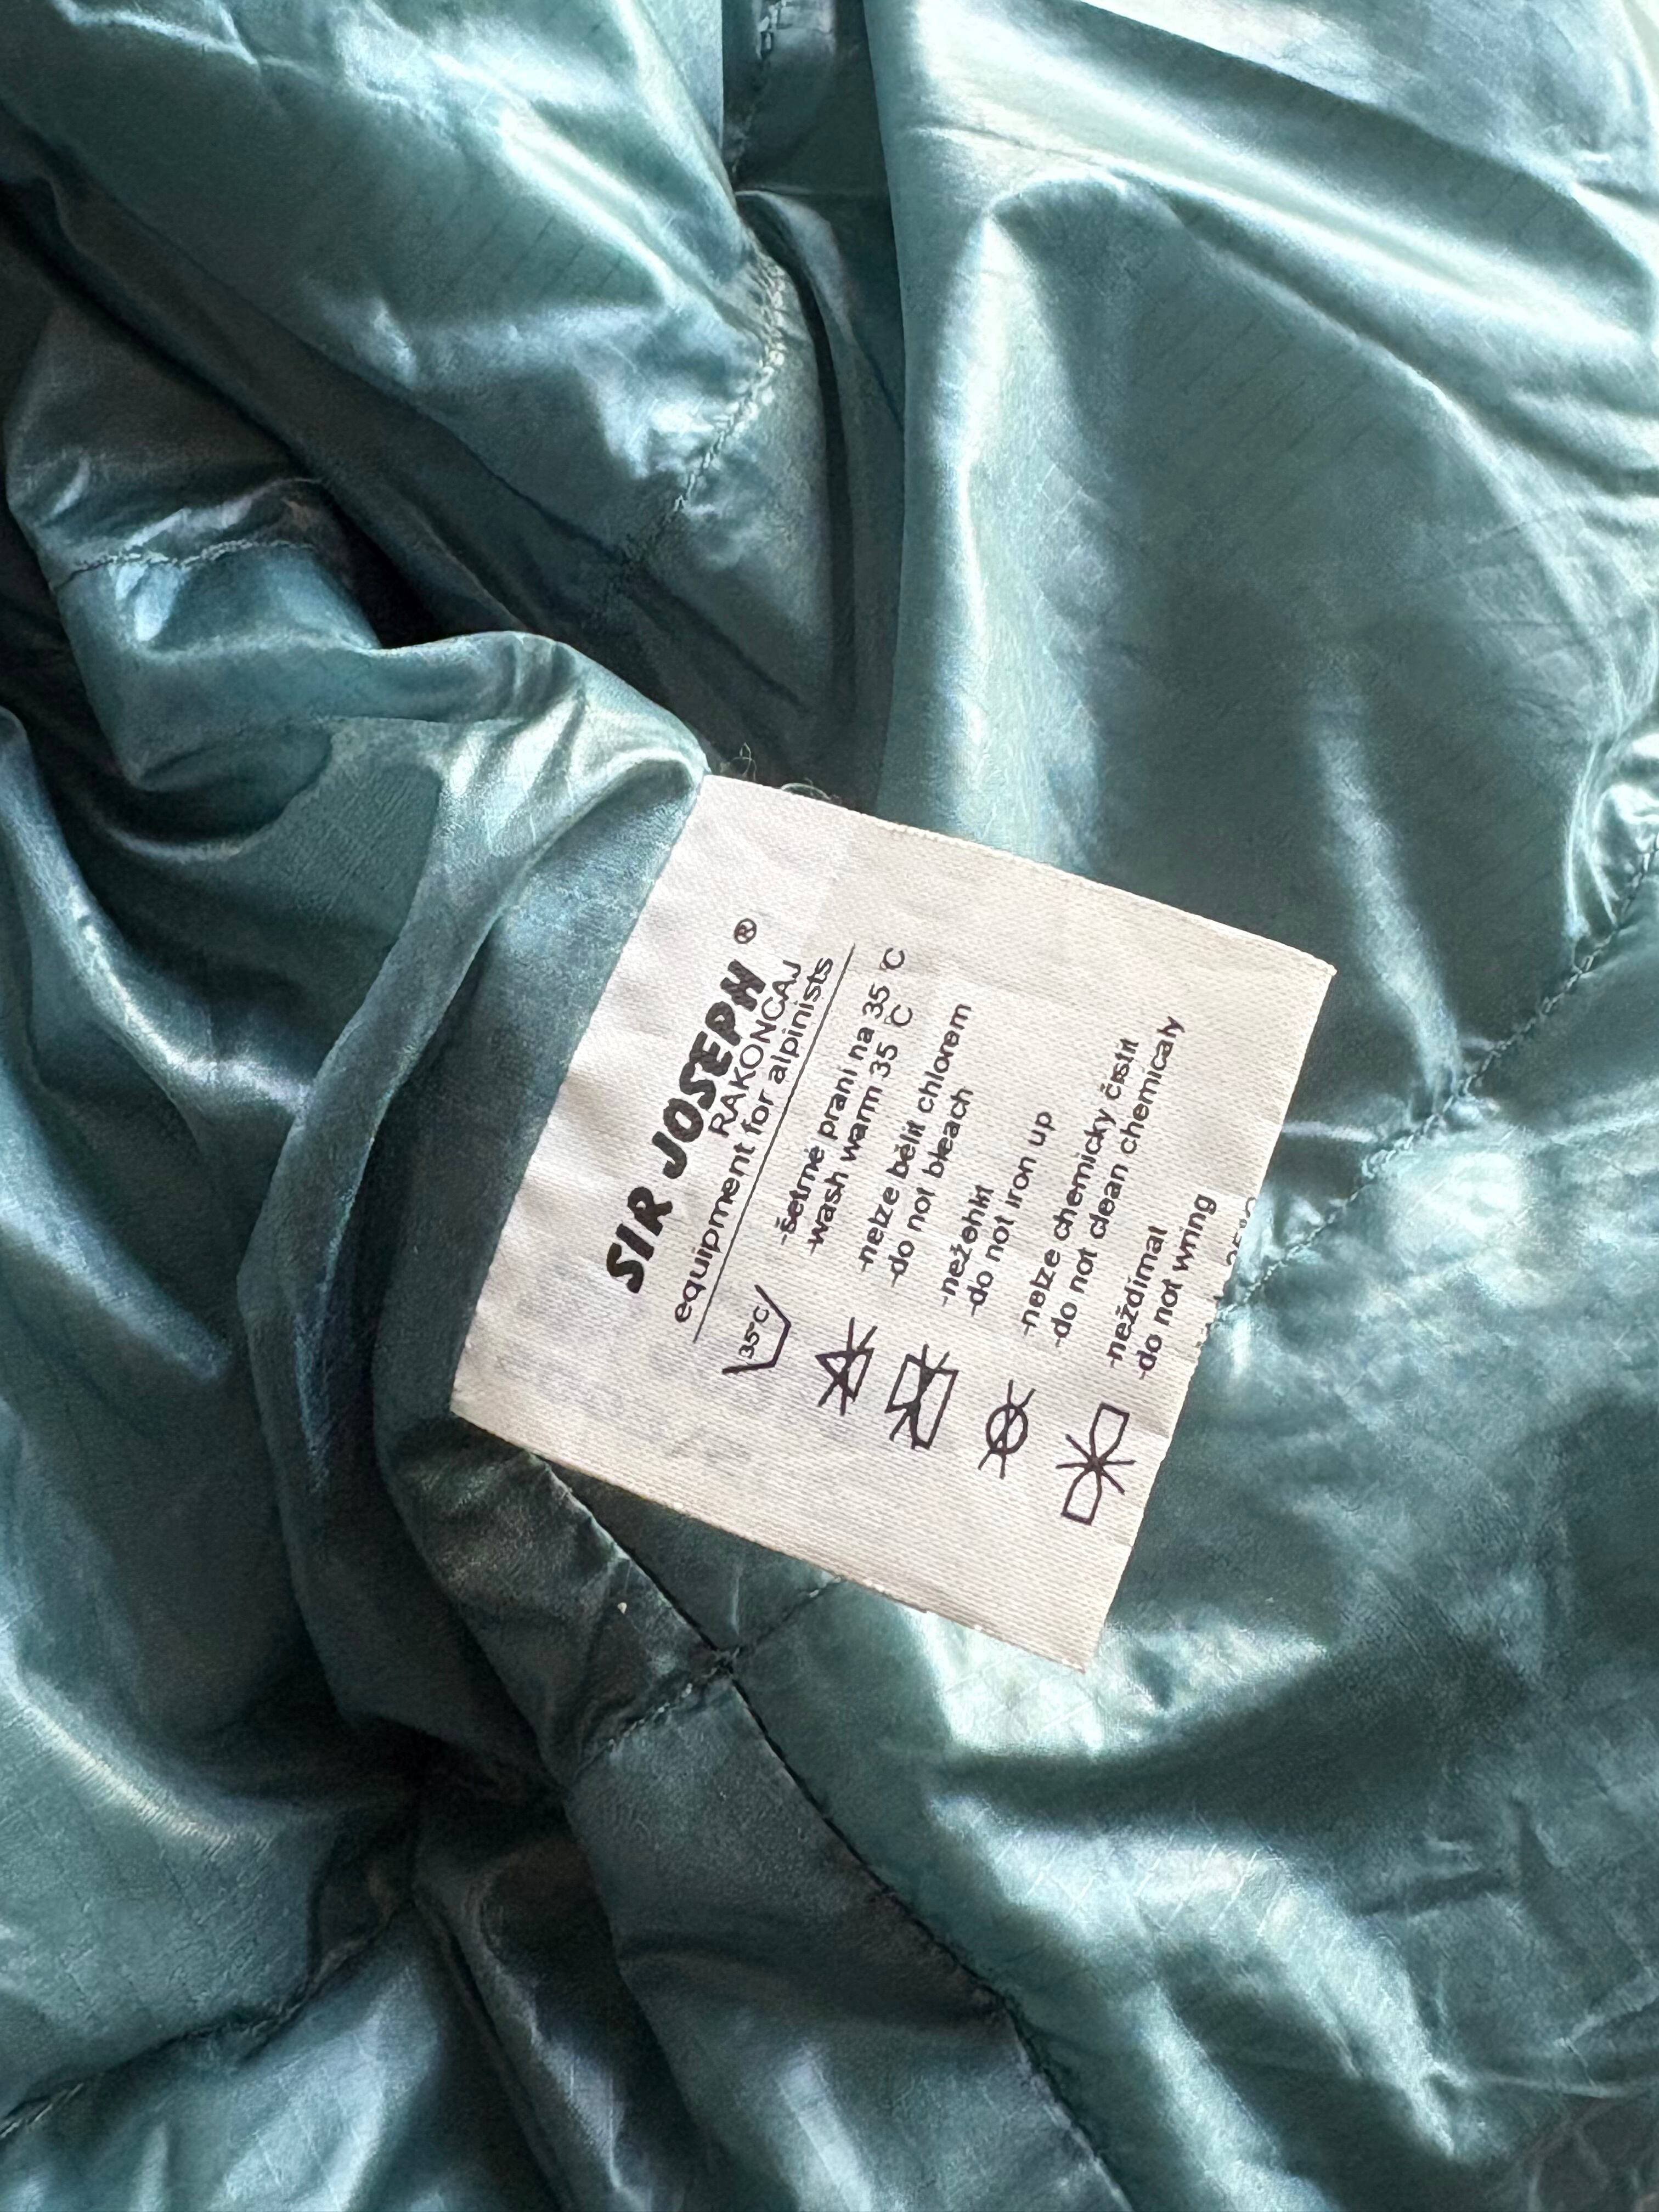 SIR JOSEPH ®
RAKONCAJ
equipment for alpinists
35°C
-šetrné praní na 35 °C
-wash warm 35 °C
-nelze bělit chlorem
-do not bleach
-nežehlit
-do not iron up
-nelze chemicky čistit
-do not clean chemicaly
-neždímat
-do not wring